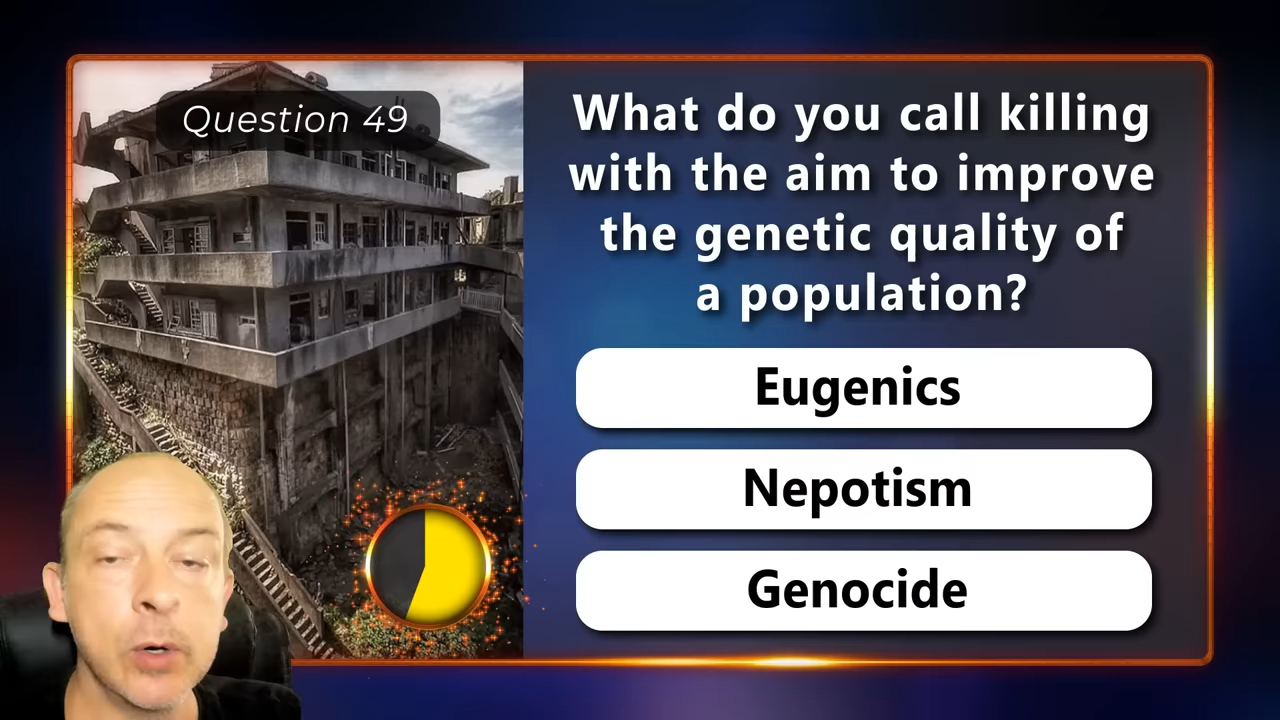 Question 49
What do you call killing
with the aim to improve
the genetic quality of
a population?
Eugenics
Nepotism
Genocide